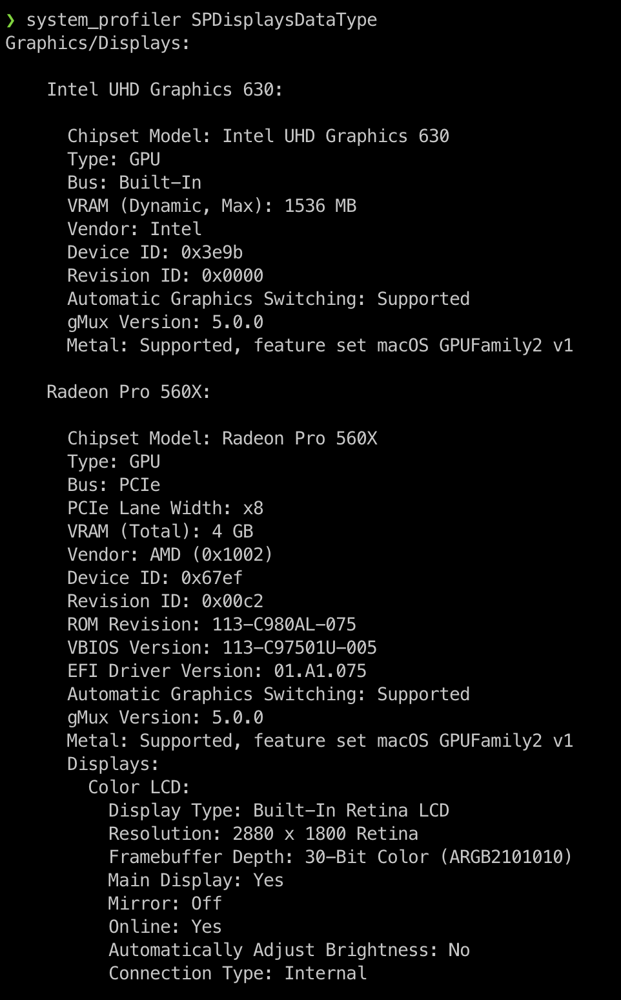 ❯ system_profiler SPDisplaysDataType
Graphics/Displays:
Intel UHD Graphics 630:
Chipset Model: Intel UHD Graphics 630
Type: GPU
Bus: Built-In
VRAM (Dynamic, Max): 1536 MB
Vendor: Intel
Device ID: 0x3e9b
Revision ID: 0x0000
Automatic Graphics Switching: Supported
gMux Version: 5.0.0
Metal: Supported, feature set macOS GPUFamily2 v1
Radeon Pro 560X:
Chipset Model: Radeon Pro 560X
Type: GPU
Bus: PCIe
PCIe Lane Width: x8
VRAM (Total): 4 GB
Vendor: AMD (0x1002)
Device ID: 0x67ef
Revision ID: 0x00c2
ROM Revision: 113-C980AL-075
VBIOS Version: 113-C97501U-005
EFI Driver Version: 01.A1.075
Automatic Graphics Switching: Supported
gMux Version: 5.0.0
Metal: Supported, feature set macOS GPUFamily2 v1
Displays:
Color LCD:
Display Type: Built-In Retina LCD
Resolution: 2880 x 1800 Retina
Framebuffer Depth: 30-Bit Color (ARGB2101010)
Main Display: Yes
Mirror: Off
Online: Yes
Automatically Adjust Brightness: No
Connection Type: Internal